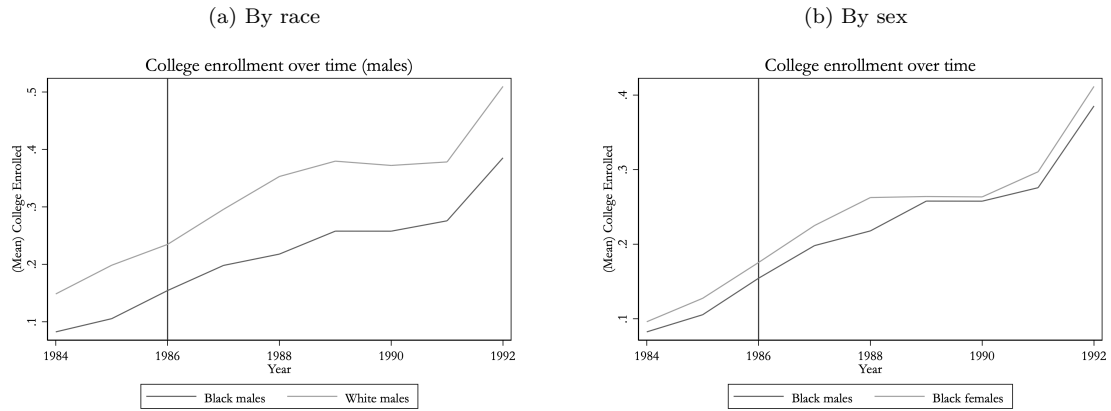 (a) By race
College enrollment over time (males)
(Mean) College Enrolled
.5
.4
.3
.2
.1
1984 1986 1988 1990 1992
Year
Black males White males
(b) By sex
College enrollment over time
(Mean) College Enrolled
.4
.3
.2
.1
1984 1986 1988 1990 1992
Year
Black males Black females